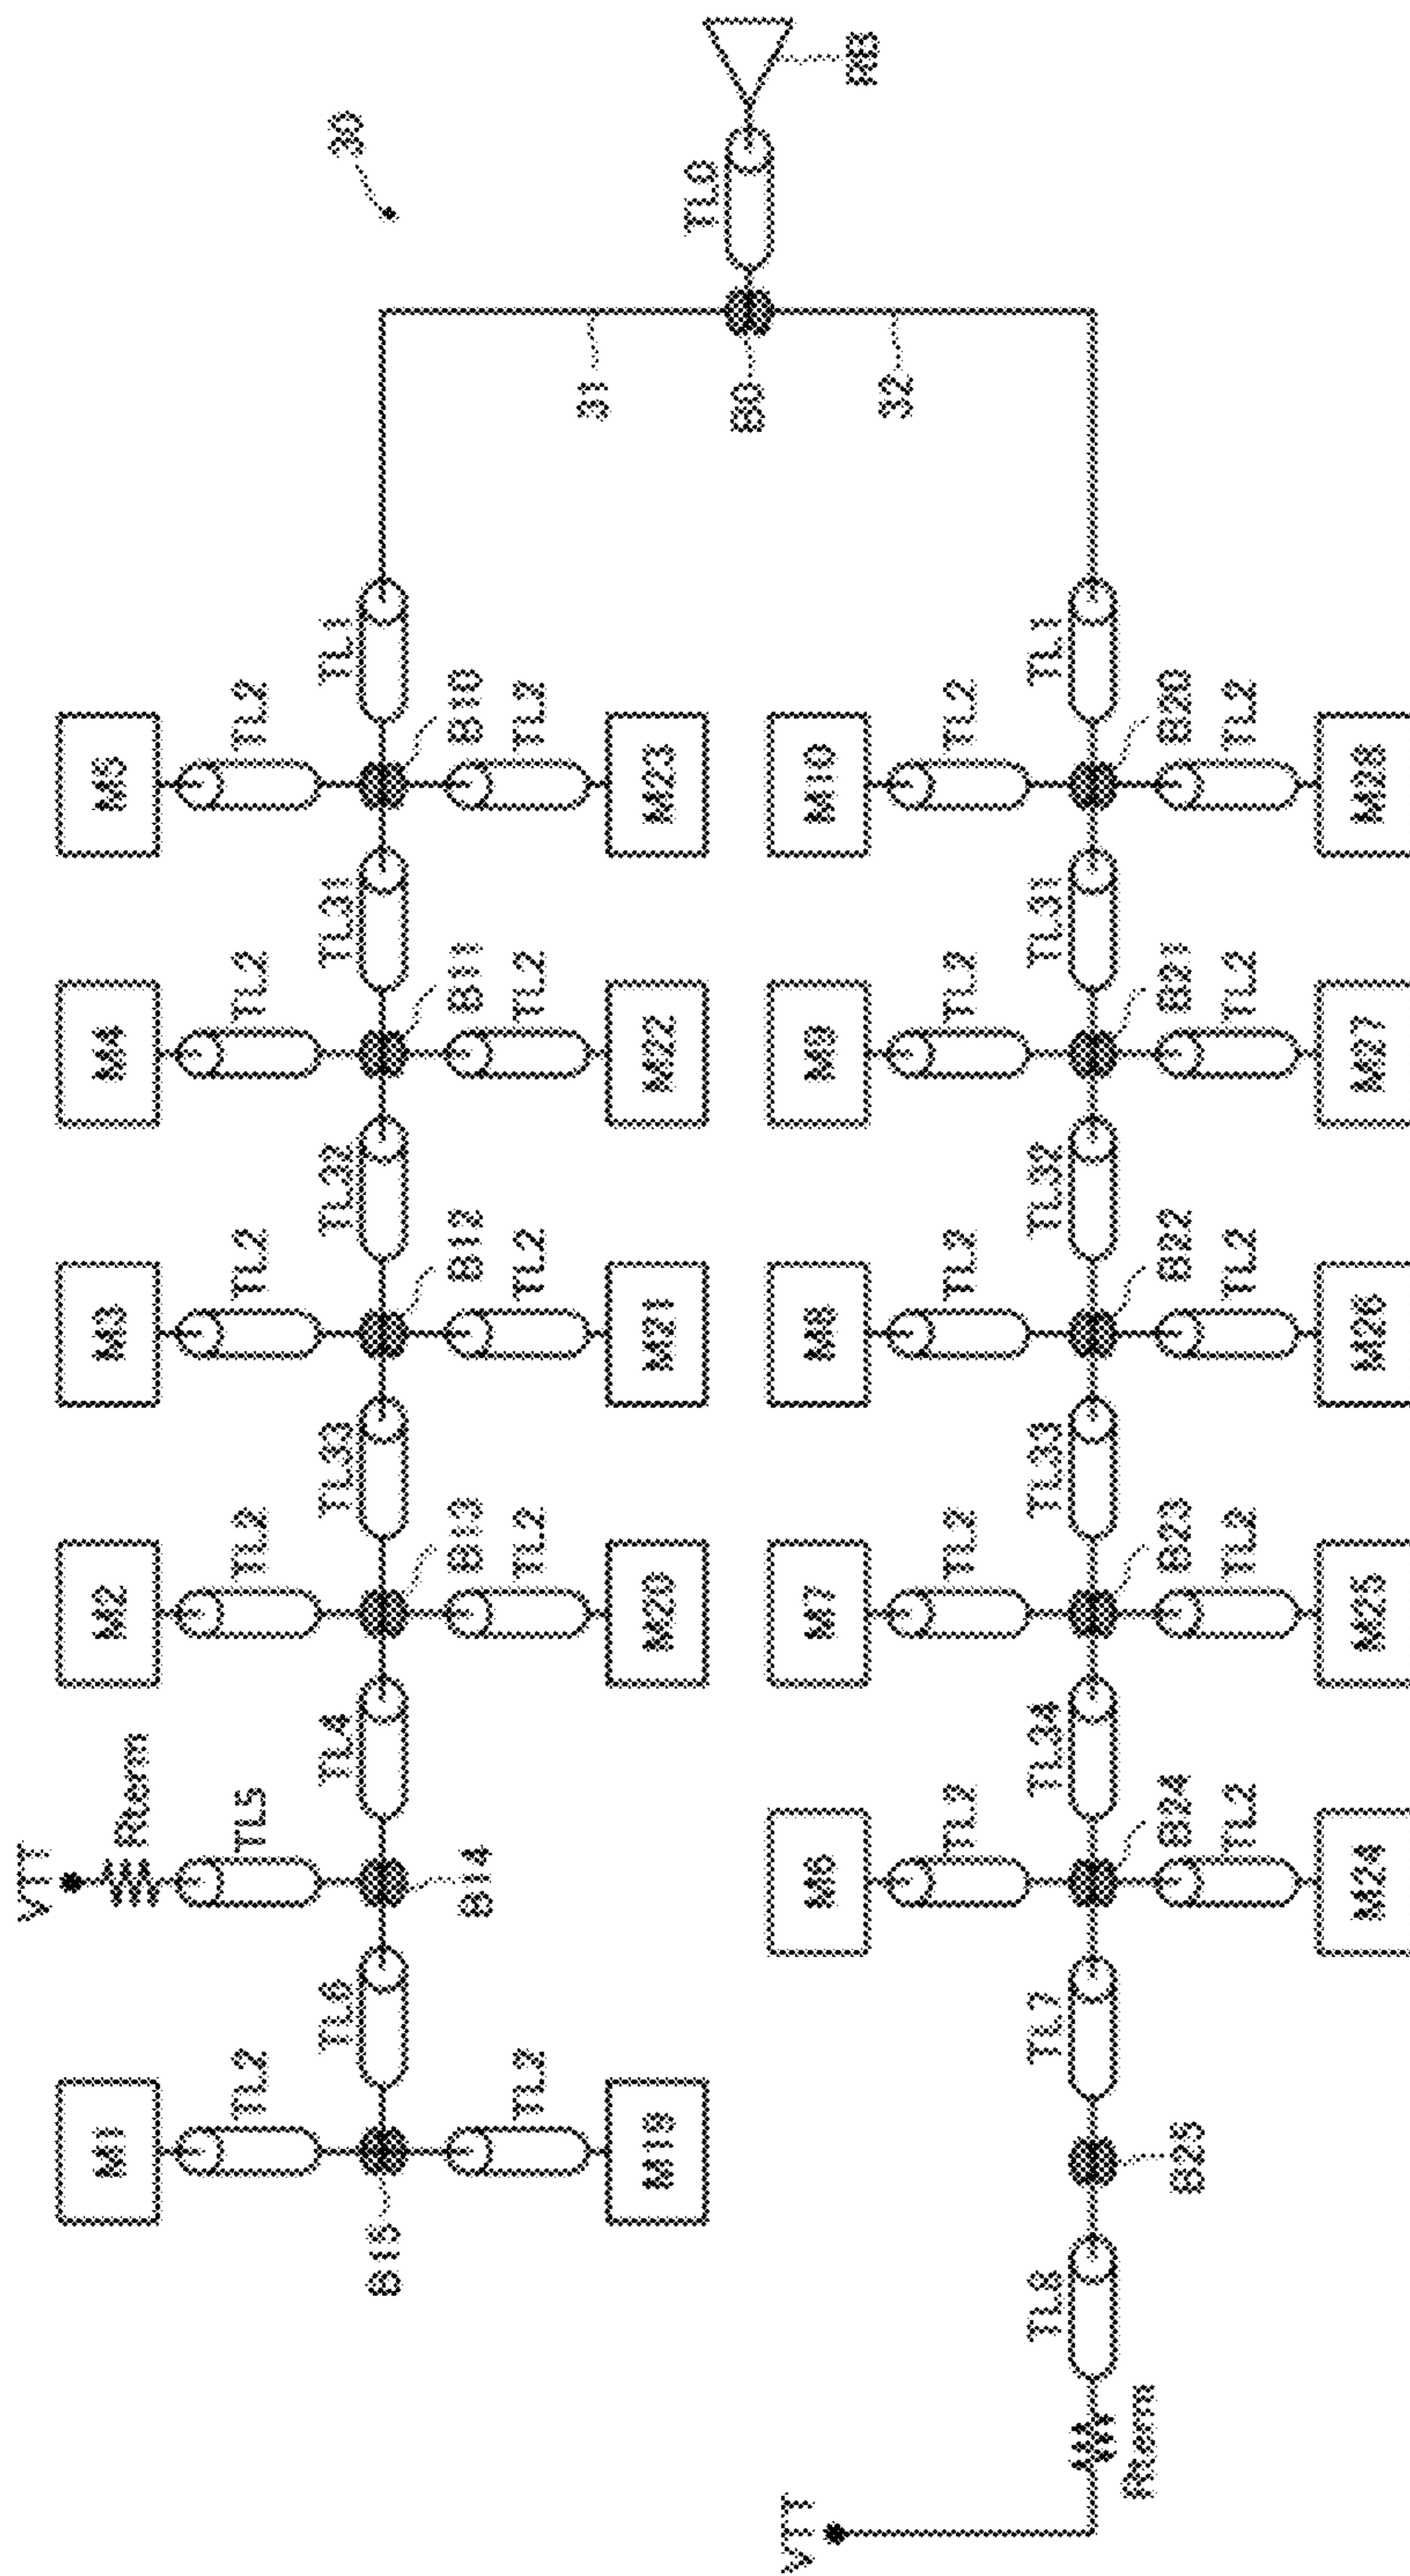 VTT
Rterm
M1 M2 M3 M4 M5
TL2 TL5 TL2 TL2 TL2 TL2
TL6 TL4 TL33 TL32 TL31 TL1
30
B15
B14 B13 B12 B11 B10
TL2 TL2 TL2 TL2 TL2
31
M19 M20 M21 M22 M23
TL0
B0
VTT
M6 M7 M8 M9 M10
RB
32
TL2 TL2 TL2 TL2 TL2
TL8 TL7 TL34 TL33 TL32 TL31 TL1
Rterm
B25 B24 B23 B22 B21 B20
TL2 TL2 TL2 TL2 TL2
M24 M25 M26 M27 M28